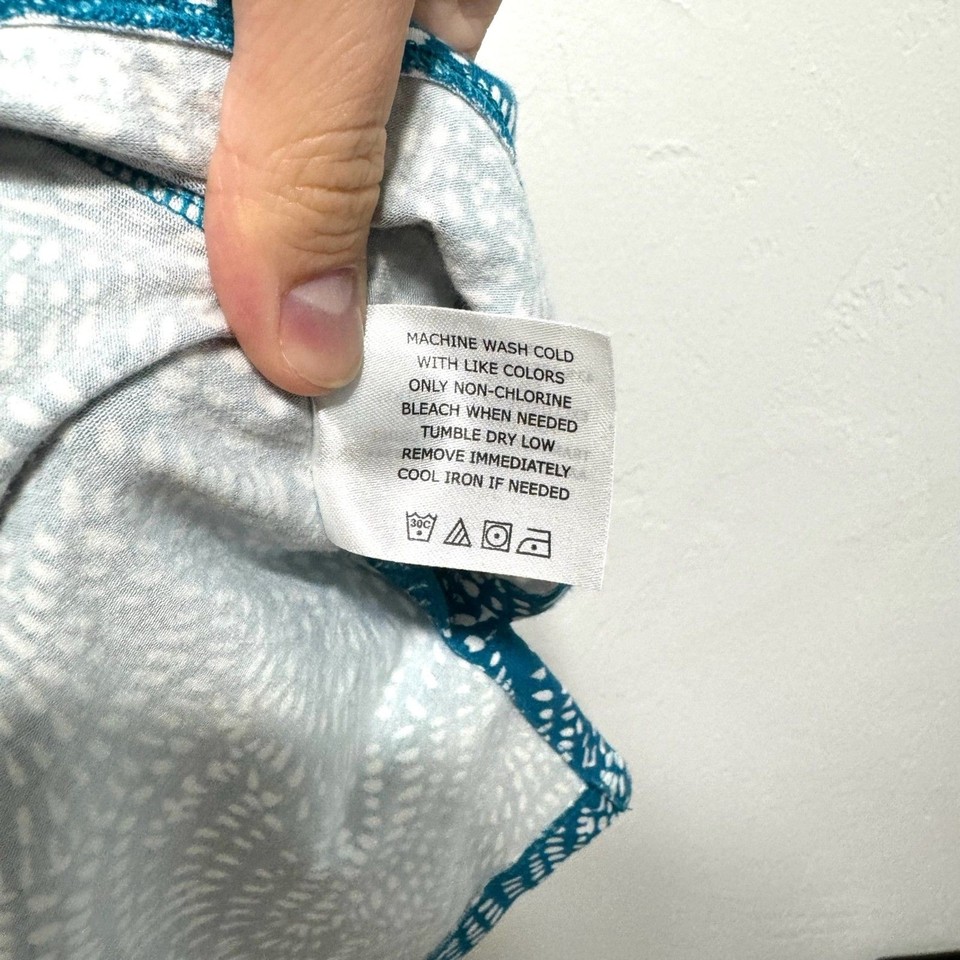 MACHINE WASH COLD
WITH LIKE COLORS
ONLY NON-CHLORINE
BLEACH WHEN NEEDED
TUMBLE DRY LOW
REMOVE IMMEDIATELY
COOL IRON IF NEEDED
30C